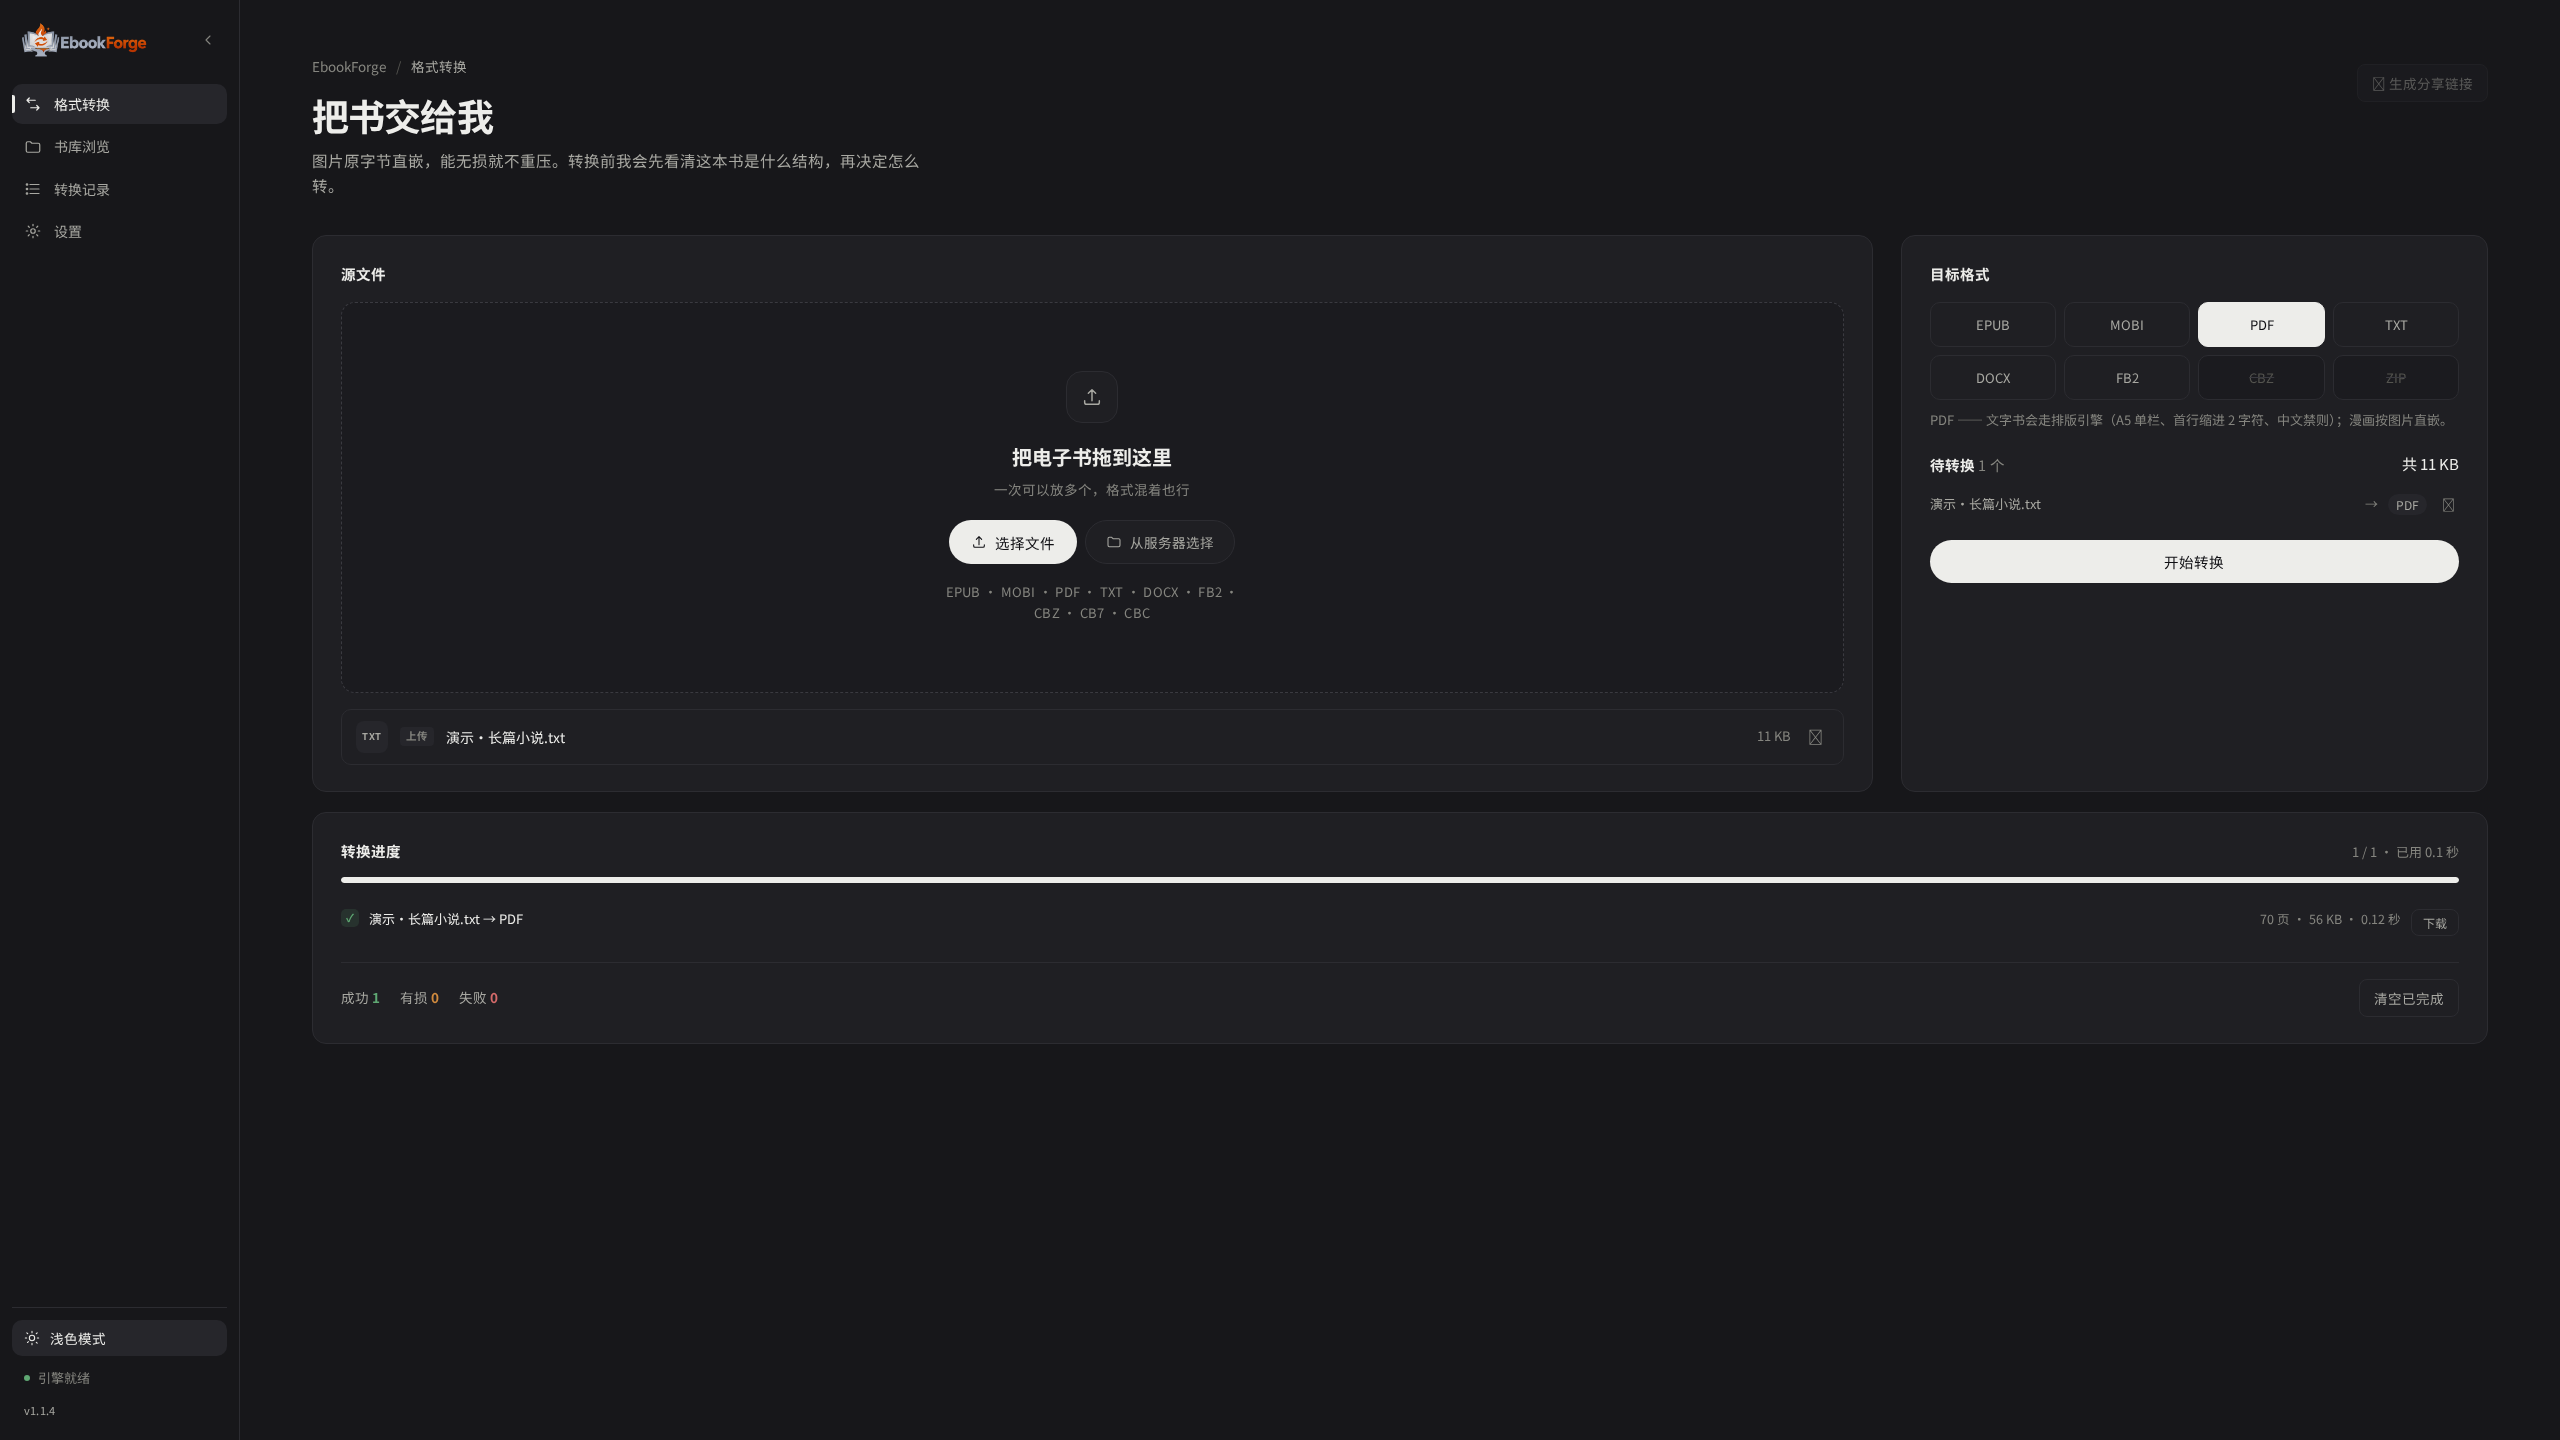 EbookForge
格式转换
书库浏览
转换记录
设置
EbookForge / 格式转换
生成分享链接
把书交给我
图片原字节直嵌，能无损就不重压。转换前我会先看清这本书是什么结构，再决定怎么
转。
源文件
把电子书拖到这里
一次可以放多个，格式混着也行
选择文件
从服务器选择
EPUB · MOBI · PDF · TXT · DOCX · FB2 ·
CBZ · CB7 · CBC
TXT 上传 演示·长篇小说.txt 11 KB
目标格式
EPUB MOBI PDF TXT
DOCX FB2 CBZ ZIP
PDF —— 文字书会走排版引擎（A5 单栏、首行缩进 2 字符、中文禁则）；漫画按图片直嵌。
待转换 1 个 共 11 KB
演示·长篇小说.txt → PDF
开始转换
转换进度 1 / 1 · 已用 0.1 秒
✓ 演示·长篇小说.txt → PDF 70 页 · 56 KB · 0.12 秒 下载
成功 1 有损 0 失败 0 清空已完成
浅色模式
引擎就绪
v1.1.4